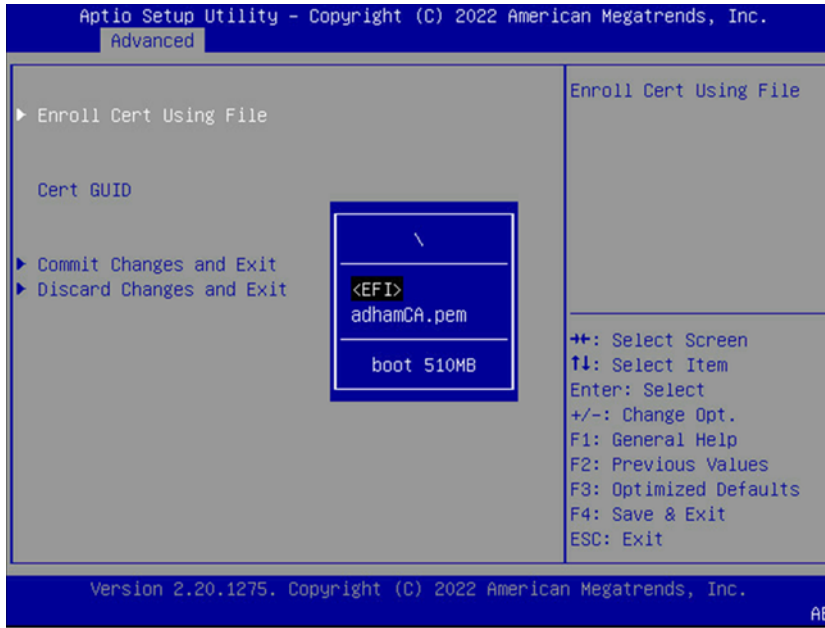 Aptio Setup Utility – Copyright (C) 2022 American Megatrends, Inc.
Advanced
Enroll Cert Using File
Cert GUID
Commit Changes and Exit
Discard Changes and Exit
\
<EFI>
adhamCA.pem
boot 510MB
Enroll Cert Using File
→←: Select Screen
↑↓: Select Item
Enter: Select
+/-: Change Opt.
F1: General Help
F2: Previous Values
F3: Optimized Defaults
F4: Save & Exit
ESC: Exit
Version 2.20.1275. Copyright (C) 2022 American Megatrends, Inc.